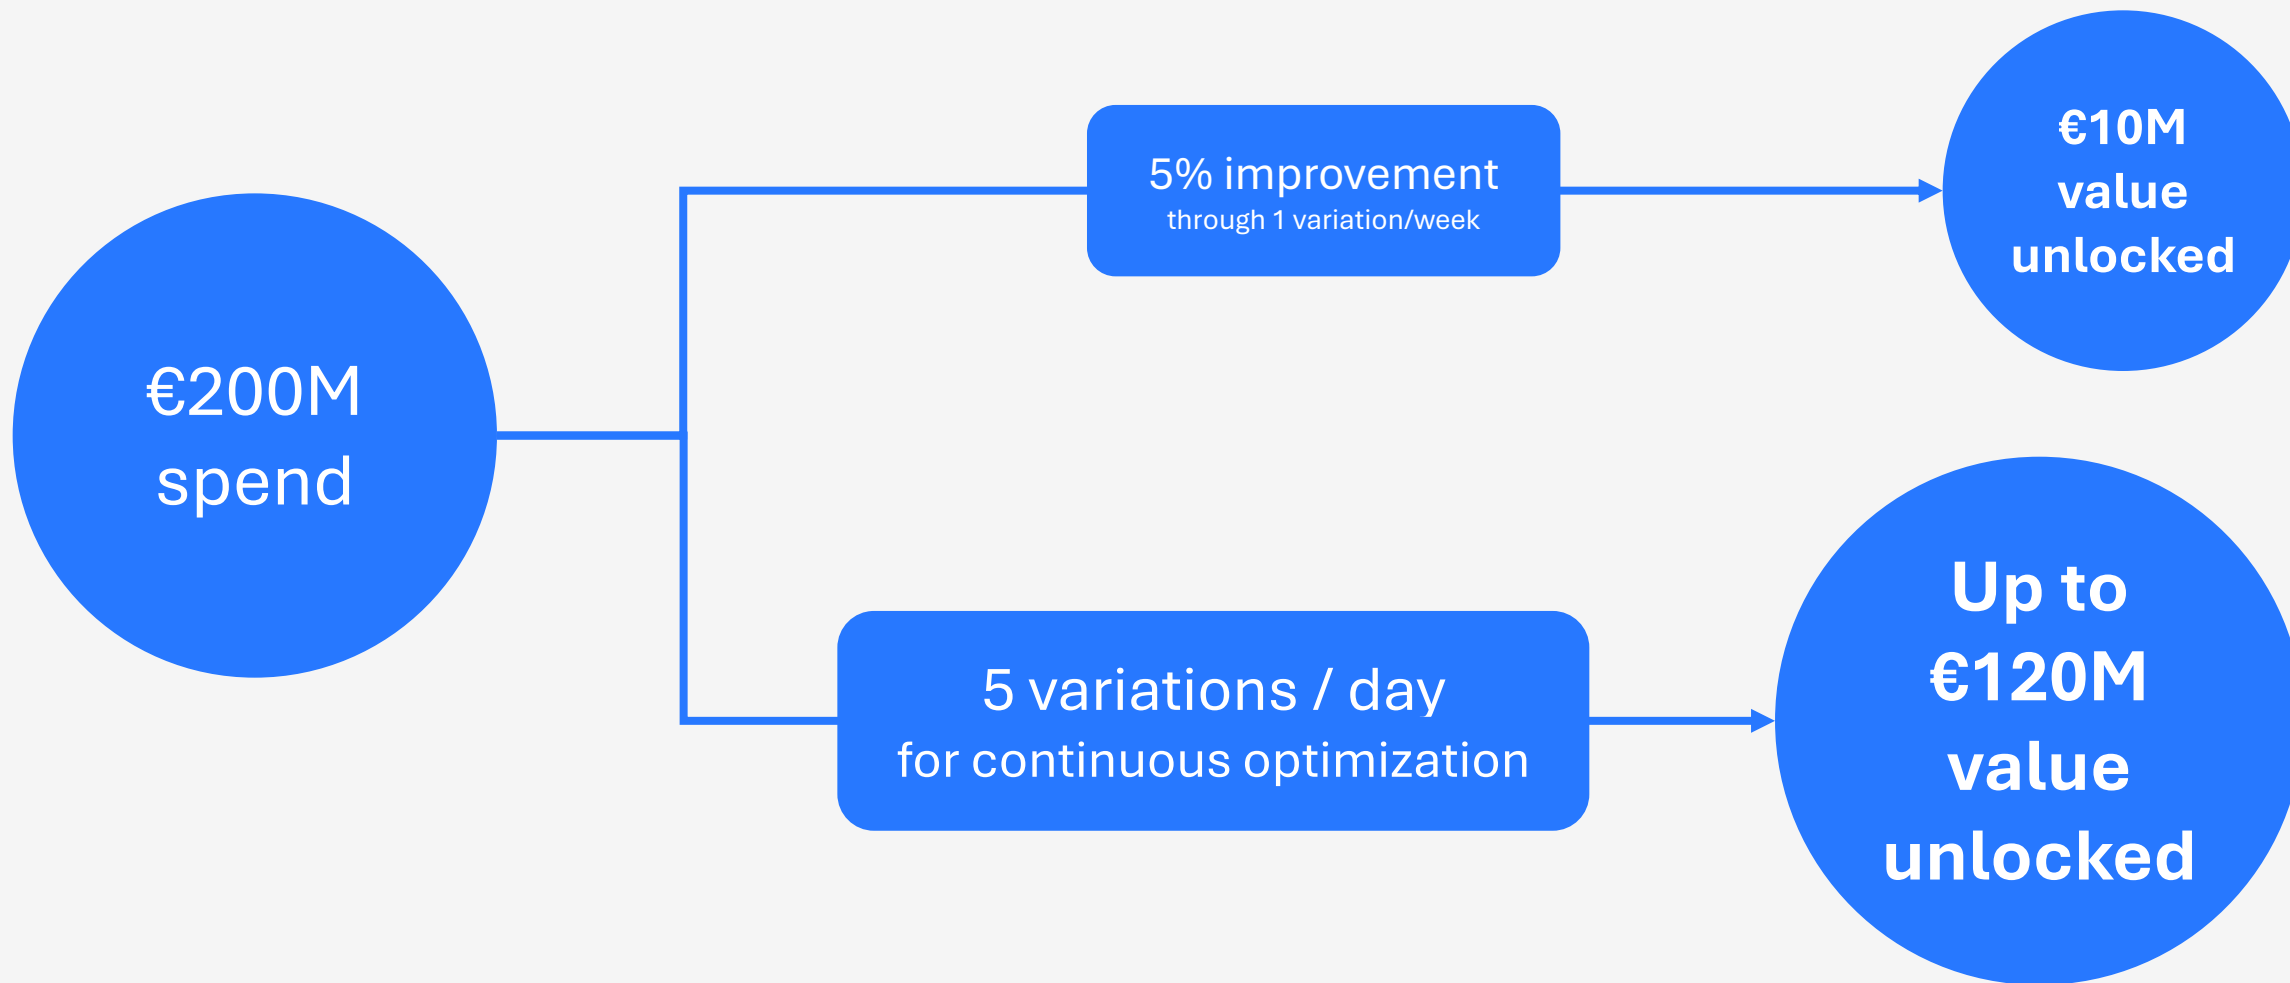 €200M
spend
5% improvement
through 1 variation/week
€10M
value
unlocked
5 variations / day
for continuous optimization
Up to
€120M
value
unlocked